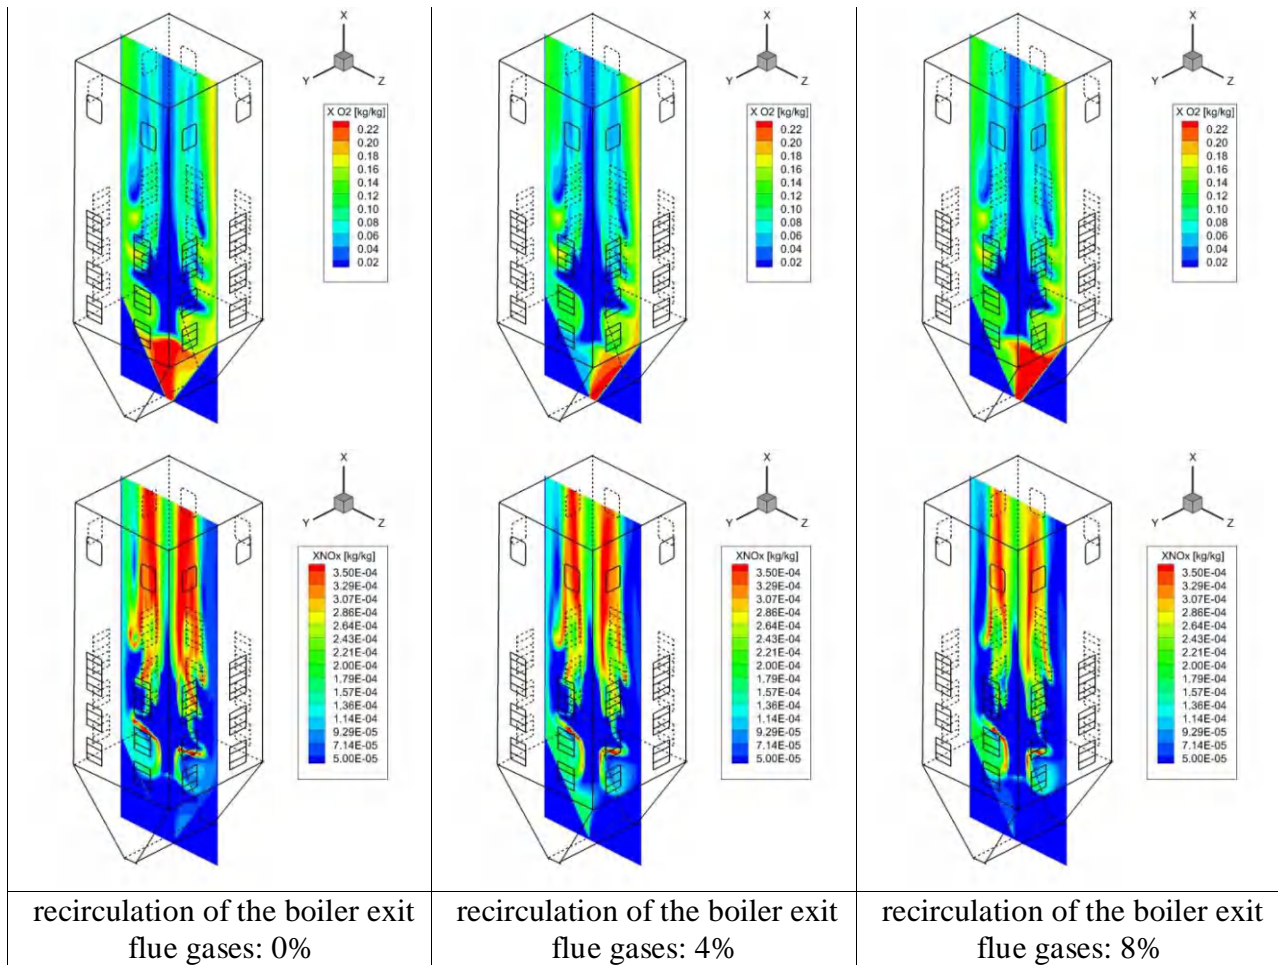 X
Y
Z
X O2 [kg/kg]
0.22
0.20
0.18
0.16
0.14
0.12
0.10
0.08
0.06
0.04
0.02
X
Y
Z
X O2 [kg/kg]
0.22
0.20
0.18
0.16
0.14
0.12
0.10
0.08
0.06
0.04
0.02
X
Y
Z
X O2 [kg/kg]
0.22
0.20
0.18
0.16
0.14
0.12
0.10
0.08
0.06
0.04
0.02
X
Y
Z
XNOx [kg/kg]
3.50E-04
3.29E-04
3.07E-04
2.86E-04
2.64E-04
2.43E-04
2.21E-04
2.00E-04
1.79E-04
1.57E-04
1.36E-04
1.14E-04
9.29E-05
7.14E-05
5.00E-05
X
Y
Z
XNOx [kg/kg]
3.50E-04
3.29E-04
3.07E-04
2.86E-04
2.64E-04
2.43E-04
2.21E-04
2.00E-04
1.79E-04
1.57E-04
1.36E-04
1.14E-04
9.29E-05
7.14E-05
5.00E-05
X
Y
Z
XNOx [kg/kg]
3.50E-04
3.29E-04
3.07E-04
2.86E-04
2.64E-04
2.43E-04
2.21E-04
2.00E-04
1.79E-04
1.57E-04
1.36E-04
1.14E-04
9.29E-05
7.14E-05
5.00E-05
recirculation of the boiler exit
flue gases: 0%
recirculation of the boiler exit
flue gases: 4%
recirculation of the boiler exit
flue gases: 8%